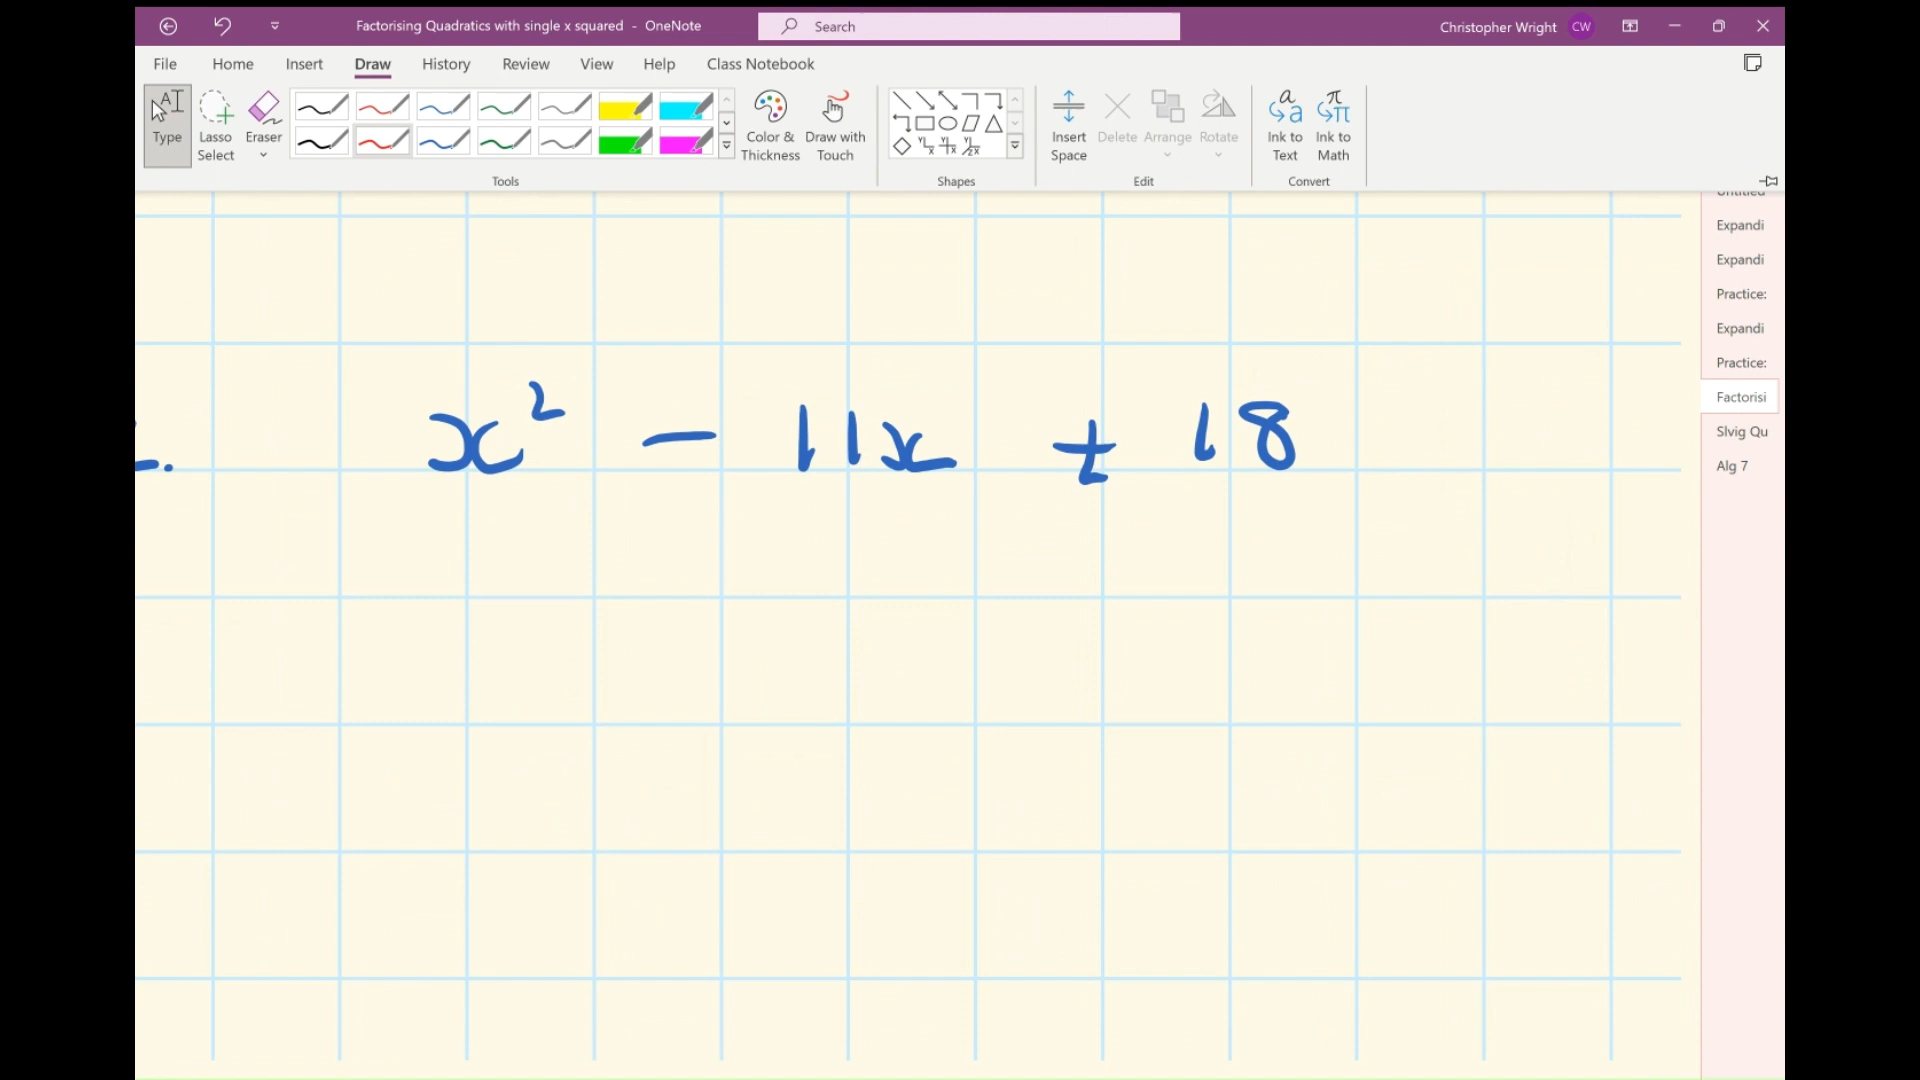 Factorising Quadratics with single x squared - OneNote
Search
Christopher Wright CW
File Home Insert Draw History Review View Help Class Notebook
Type Lasso Select Eraser Color & Thickness Draw with Touch Insert Space Delete Arrange Rotate Ink to Text Ink to Math
Tools Shapes Edit Convert
Untitled
Expandi
Expandi
Practice:
Expandi
Practice:
Factorisi
Slvig Qu
Alg 7
x² - 11x + 18